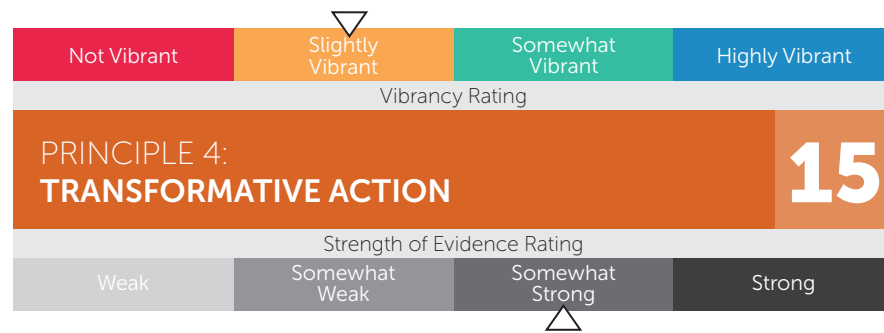 Not Vibrant
Slightly
Vibrant
Somewhat
Vibrant
Highly Vibrant
Vibrancy Rating
PRINCIPLE 4:
TRANSFORMATIVE ACTION
15
Strength of Evidence Rating
Weak
Somewhat
Weak
Somewhat
Strong
Strong